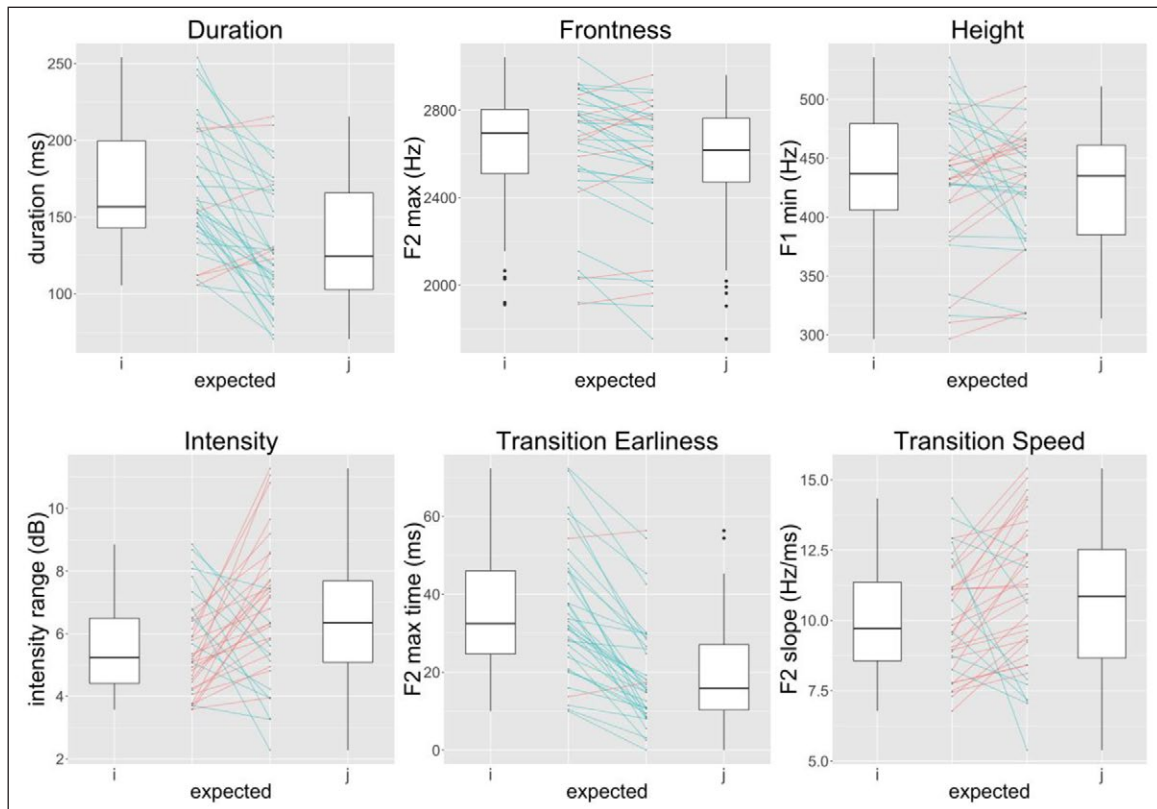 Duration
duration (ms)
250
200
150
100
i
j
expected
Frontness
F2 max (Hz)
2800
2400
2000
i
j
expected
Height
F1 min (Hz)
500
450
400
350
300
i
j
expected
Intensity
intensity range (dB)
10
8
6
4
2
i
j
expected
Transition Earliness
F2 max time (ms)
60
40
20
0
i
j
expected
Transition Speed
F2 slope (Hz/ms)
15.0
12.5
10.0
7.5
5.0
i
j
expected